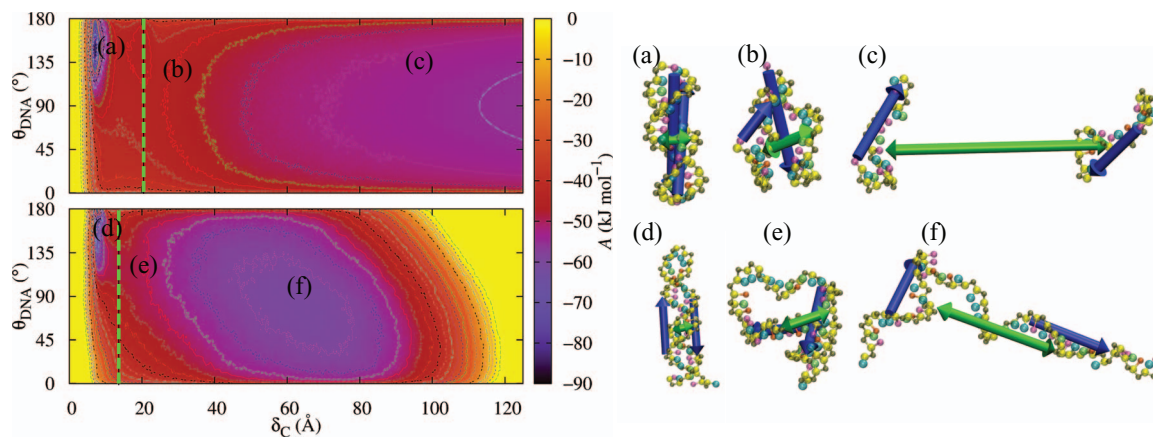 180
135
90
45
0
θDNA (°)
(a)
(b)
(c)
180
135
90
45
0
θDNA (°)
(d)
(e)
(f)
0
20
40
60
80
100
120
δC (Å)
0
−10
−20
−30
−40
−50
−60
−70
−80
−90
A (kJ mol⁻¹)
(a)
(b)
(c)
(d)
(e)
(f)